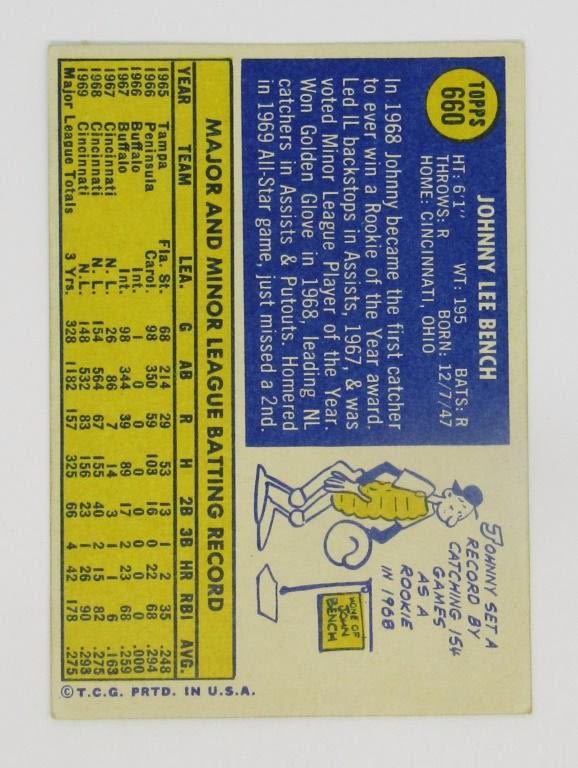 TOPPS
660
JOHNNY LEE BENCH
HT: 6'1" WT: 195 BATS: R
THROWS: R BORN: 12/7/47
HOME: CINCINNATI, OHIO
In 1968 Johnny became the first catcher
to ever win a Rookie of the Year award.
Led IL backstops in Assists, 1967, & was
voted Minor League Player of the Year.
Won Golden Glove in 1968, leading NL
catchers in Assists & Putouts. Homered
in 1969 All-Star game, just missed a 2nd.
JOHNNY SET A
RECORD BY
CATCHING 154
GAMES
AS A
ROOKIE
IN 1968
HOME OF
JOHN
BENCH
MAJOR AND MINOR LEAGUE BATTING RECORD
YEAR TEAM LEA G AB R H 2B 3B HR RBI AVG.
1965 Tampa Fla. St. 68 214 29 53 13 1 2 35 .248
1966 Peninsula Carol. 98 350 59 103 16 0 22 68 .294
1966 Buffalo Int. 1 0 0 0 0 0 0 0 .000
1967 Buffalo Int. 98 344 39 89 17 2 23 68 .259
1967 Cincinnati N. L. 26 86 7 14 3 1 1 6 .163
1968 Cincinnati N. L. 154 564 67 155 40 2 15 82 .275
1969 Cincinnati N. L. 148 532 83 156 23 1 26 90 .293
Major League Totals 3 Yrs. 328 1182 157 325 66 4 42 178 .275
©T.C.G. PRTD. IN U.S.A.